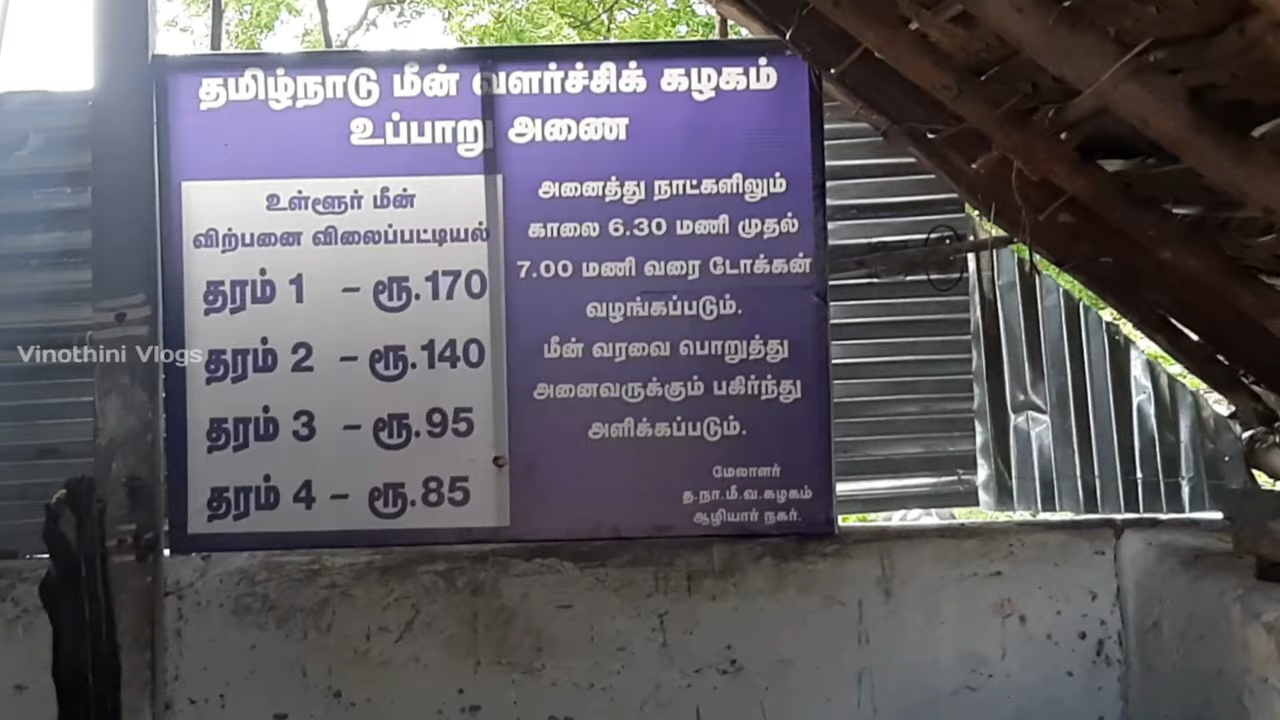 தமிழ்நாடு மீன் வளர்ச்சிக் கழகம்
உப்பாறு அணை
உள்ளூர் மீன்
விற்பனை விலைப்பட்டியல்
தரம் 1 - ரூ.170
தரம் 2 - ரூ.140
தரம் 3 - ரூ.95
தரம் 4 - ரூ.85
அனைத்து நாட்களிலும்
காலை 6.30 மணி முதல்
7.00 மணி வரை டோக்கன்
வழங்கப்படும்.
மீன் வரவை பொறுத்து
அனைவருக்கும் பகிர்ந்து
அளிக்கப்படும்.
மேலாளர்
த.நா.மீ.வ.கழகம்
ஆழியார் நகர்.
Vinothini Vlogs